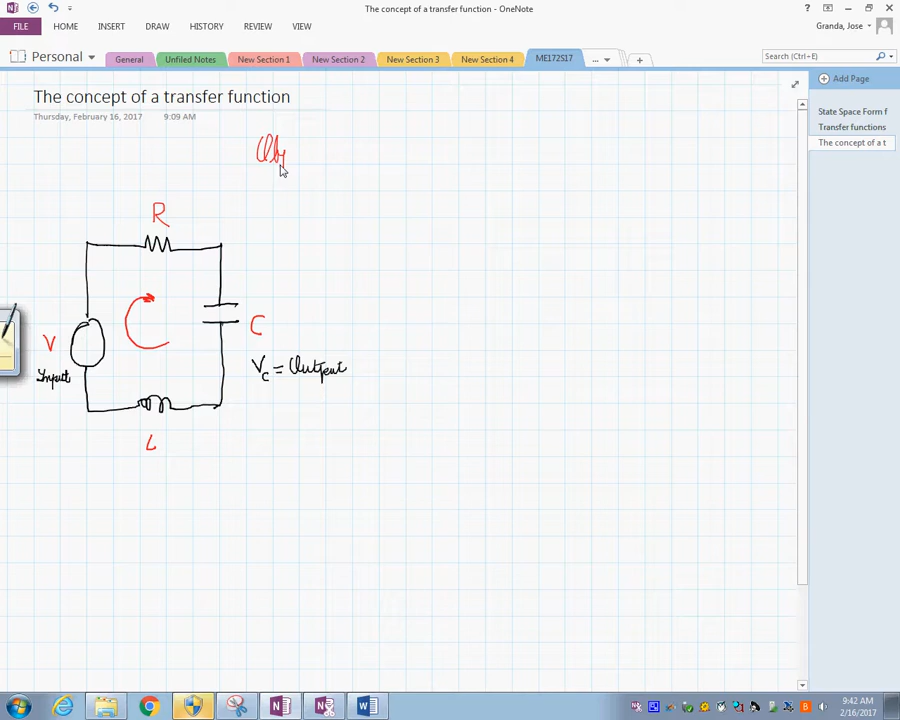 The concept of a transfer function - OneNote
FILE HOME INSERT DRAW HISTORY REVIEW VIEW
Granda, Jose
Personal General Unfiled Notes New Section 1 New Section 2 New Section 3 New Section 4 ME172S17 ...
Search (Ctrl+E)
Add Page
The concept of a transfer function
Thursday, February 16, 2017 9:09 AM
State Space Form f
Transfer functions
The concept of a t
Obj
R
C
V
Input
Vc = Output
L
9:42 AM
2/16/2017